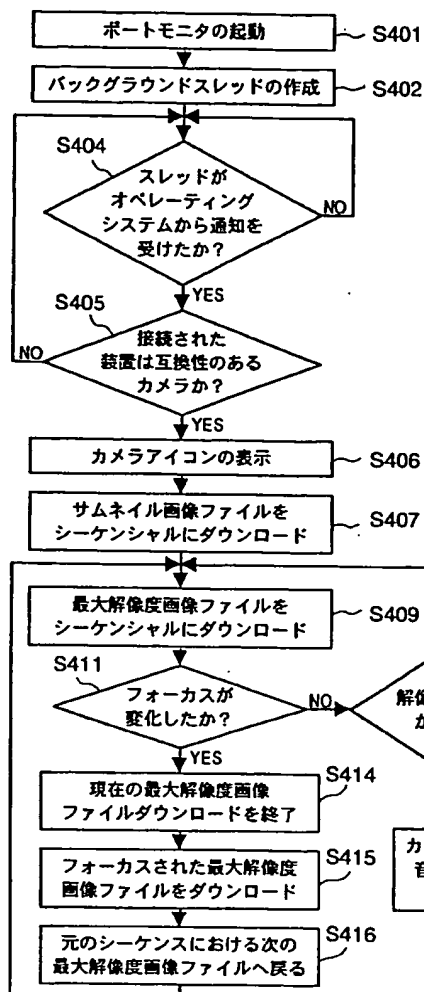 ポートモニタの起動
S401
バックグラウンドスレッドの作成
S402
S404
スレッドが
オペレーティング
システムから通知を
受けたか?
NO
YES
S405
接続された
装置は互換性のある
カメラか?
NO
YES
カメラアイコンの表示
S406
サムネイル画像ファイルを
シーケンシャルにダウンロード
S407
最大解像度画像ファイルを
シーケンシャルにダウンロード
S409
S411
フォーカスが
変化したか?
NO
解像
か
YES
現在の最大解像度画像
ファイルダウンロードを終了
S414
カ
音
フォーカスされた最大解像度
画像ファイルをダウンロード
S415
元のシーケンスにおける次の
最大解像度画像ファイルへ戻る
S416